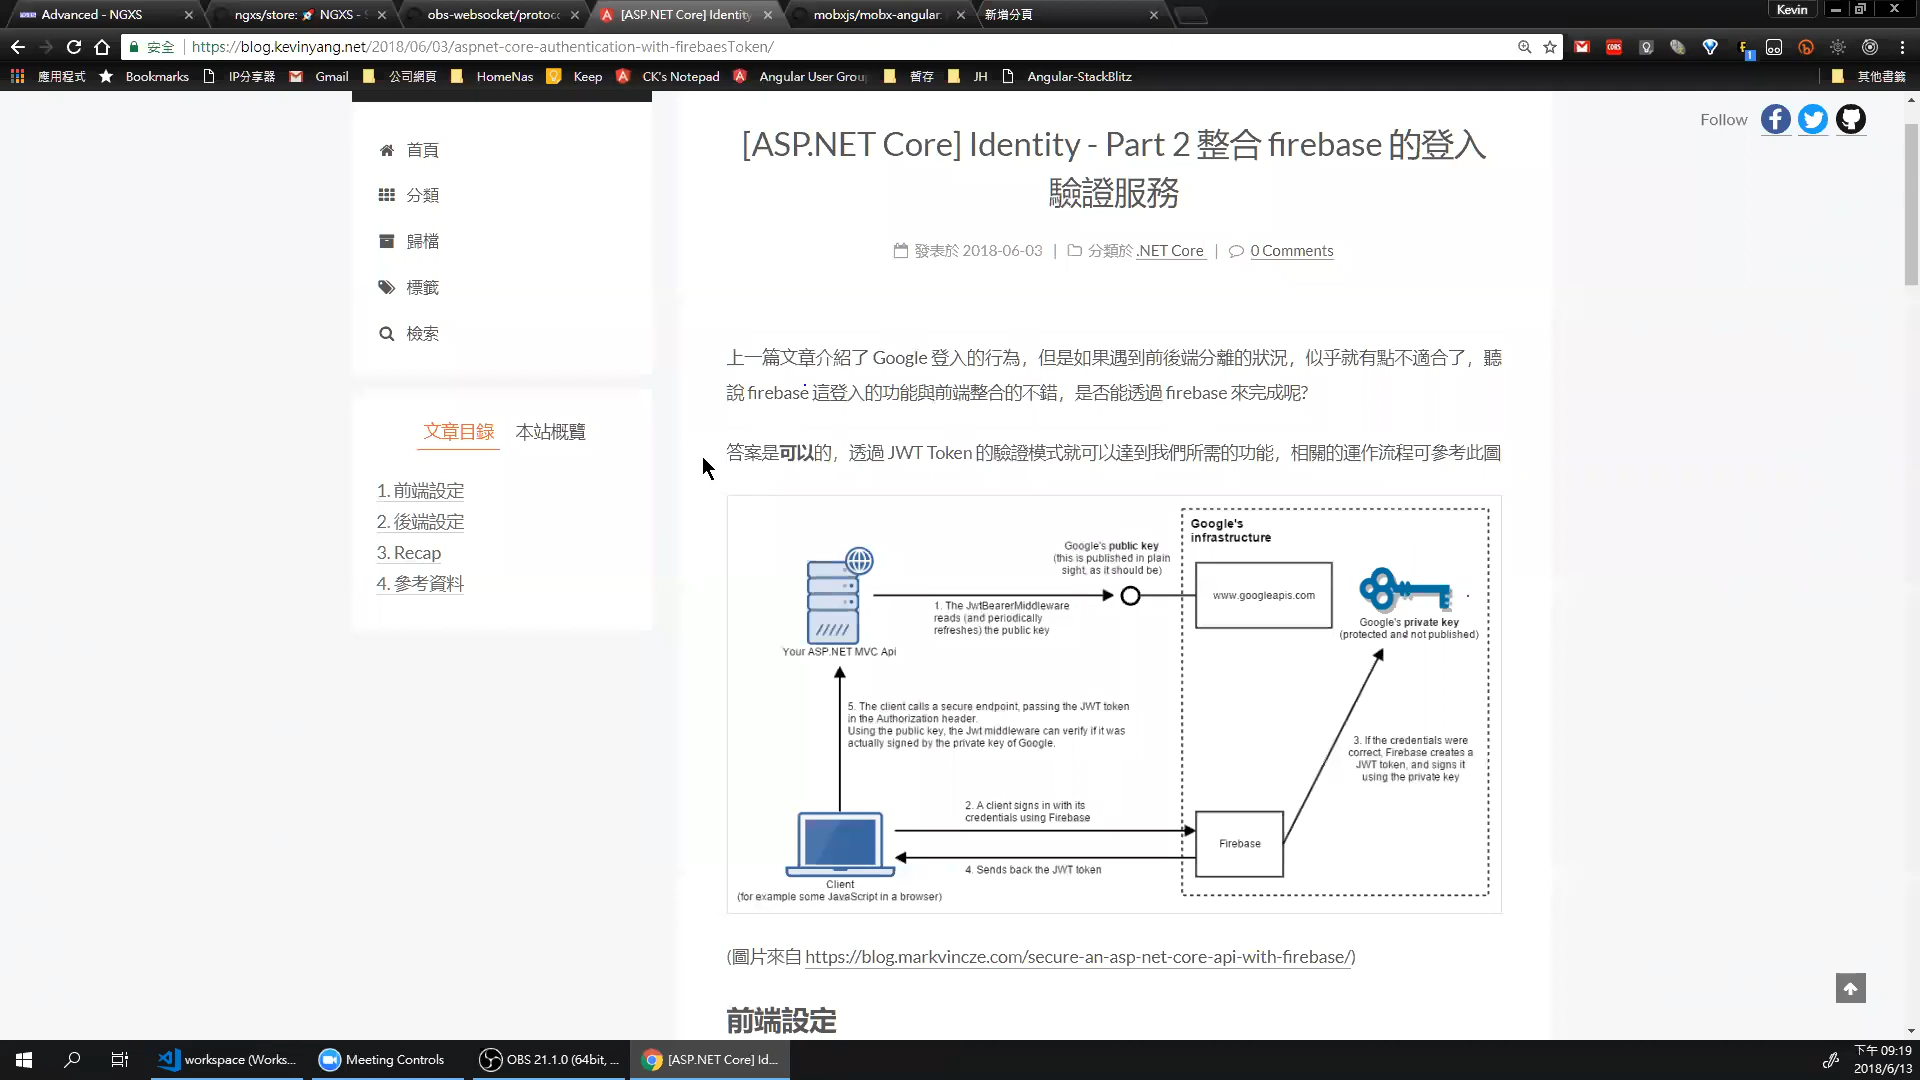 Advanced - NGXS
ngxs/store: 🚀 NGXS - S
obs-websocket/protoco
[ASP.NET Core] Identity
mobxjs/mobx-angular:
新增分頁
Kevin
安全
https://blog.kevinyang.net/2018/06/03/aspnet-core-authentication-with-firebaesToken/
應用程式
Bookmarks
IP分享器
Gmail
公司網頁
HomeNas
Keep
CK's Notepad
Angular User Grou
暫存
JH
Angular-StackBlitz
其他書籤
Follow
首頁
分類
歸檔
標籤
檢索
文章目錄
本站概覽
1. 前端設定
2. 後端設定
3. Recap
4. 參考資料
[ASP.NET Core] Identity - Part 2 整合 firebase 的登入
驗證服務
發表於 2018-06-03 | 分類於 .NET Core | 0 Comments
上一篇文章介紹了 Google 登入的行為，但是如果遇到前後端分離的狀況，似乎就有點不適合了，聽
說 firebase 這登入的功能與前端整合的不錯，是否能透過 firebase 來完成呢?
答案是可以的，透過 JWT Token 的驗證模式就可以達到我們所需的功能，相關的運作流程可參考此圖
Google's
infrastructure
Google's public key
(this is published in plain
sight, as it should be)
www.googleapis.com
Google's private key
(protected and not published)
1. The JwtBearerMiddleware
reads (and periodically
refreshes) the public key
Your ASP.NET MVC Api
5. The client calls a secure endpoint, passing the JWT token
in the Authorization header.
Using the public key, the Jwt middleware can verify if it was
actually signed by the private key of Google.
3. If the credentials were
correct, Firebase creates a
JWT token, and signs it
using the private key
2. A client signs in with its
credentials using Firebase
Firebase
4. Sends back the JWT token
Client
(for example some JavaScript in a browser)
(圖片來自 https://blog.markvincze.com/secure-an-asp-net-core-api-with-firebase/)
前端設定
workspace (Works...
Meeting Controls
OBS 21.1.0 (64bit, ...
[ASP.NET Core] Id...
下午 09:19
2018/6/13